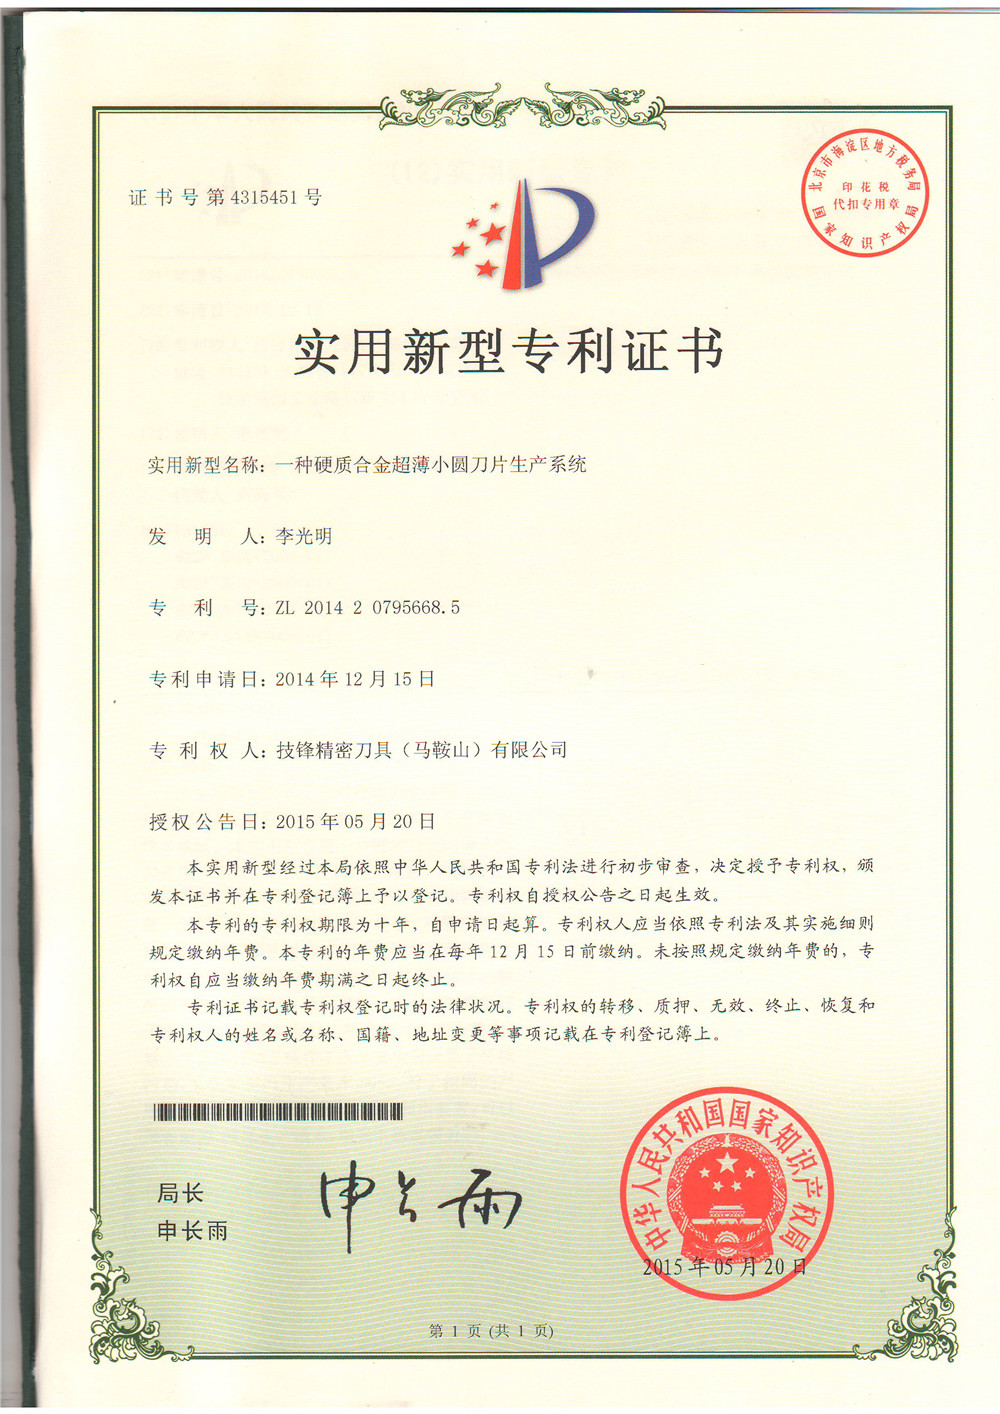 证书号第4315451号
北京市海淀区地方税务局
印花税
代扣专用章
国家知识产权局
实用新型专利证书
实用新型名称：一种硬质合金超薄小圆刀片生产系统
发明人：李光明
专利号：ZL 2014 2 0795668.5
专利申请日：2014年12月15日
专利权人：技锋精密刀具（马鞍山）有限公司
授权公告日：2015年05月20日
本实用新型经过本局依照中华人民共和国专利法进行初步审查，决定授予专利权，颁
发本证书并在专利登记簿上予以登记。专利权自授权公告之日起生效。
本专利的专利权期限为十年，自申请日起算。专利权人应当依照专利法及其实施细则
规定缴纳年费。本专利的年费应当在每年12月15日前缴纳。未按照规定缴纳年费的，专
利权自应当缴纳年费期满之日起终止。
专利证书记载专利权登记时的法律状况。专利权的转移、质押、无效、终止、恢复和
专利权人的姓名或名称、国籍、地址变更等事项记载在专利登记簿上。
局长
申长雨
申长雨
中华人民共和国国家知识产权局
2015年05月20日
第 1 页 (共 1 页)